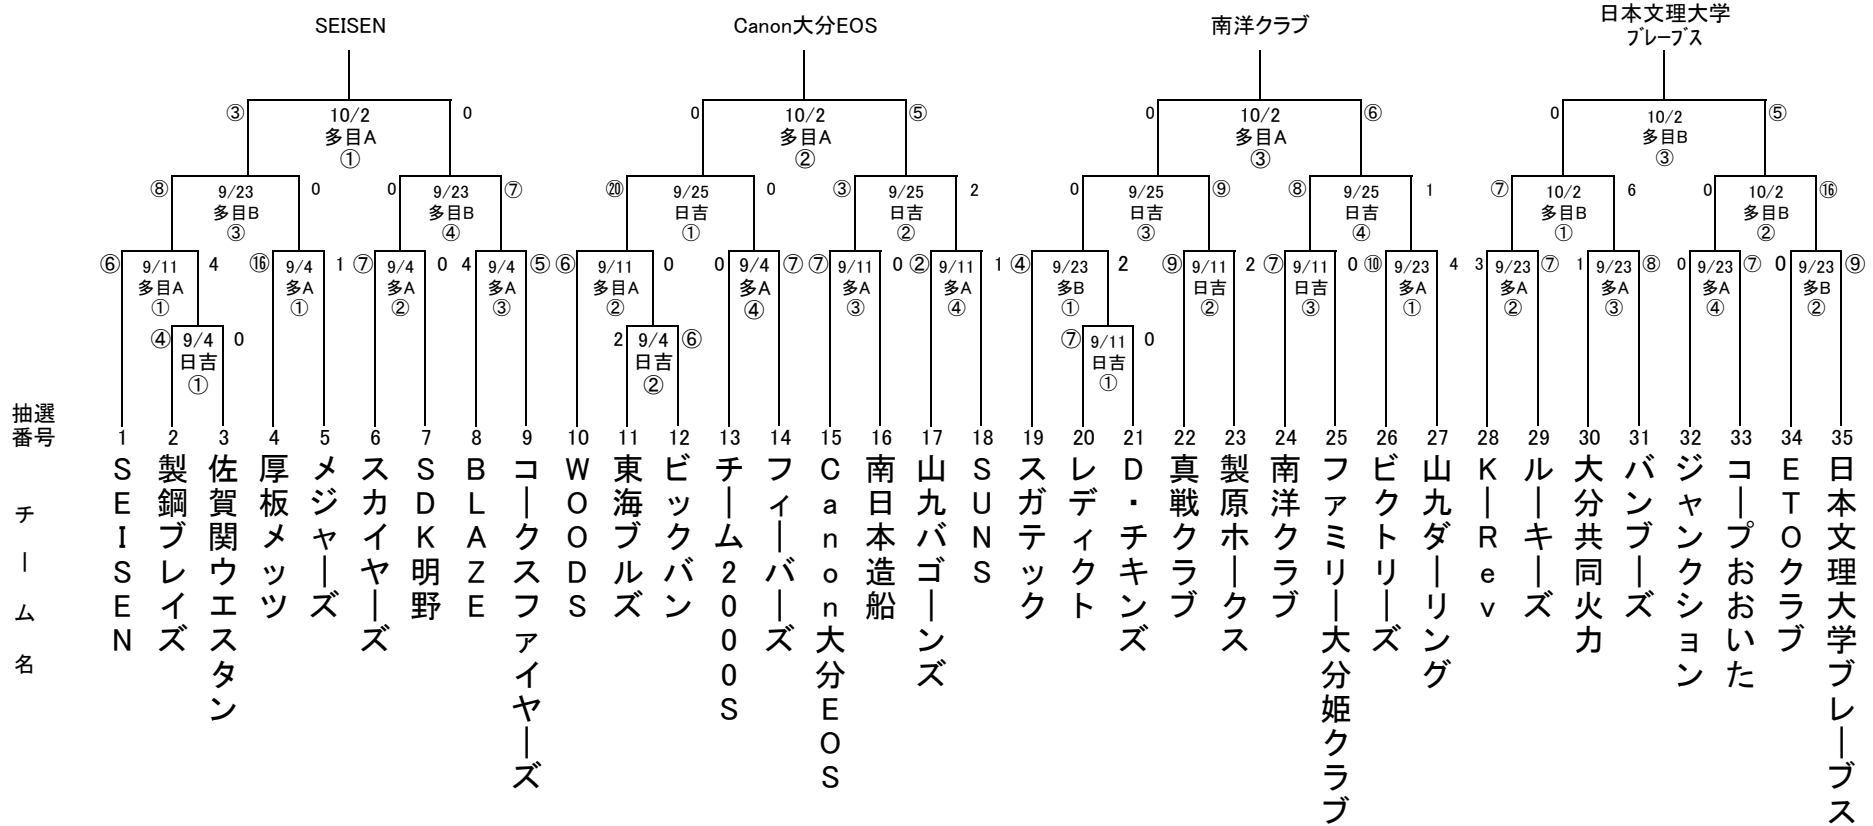 SEISEN
Canon大分EOS
南洋クラブ
日本文理大学
ブレーブス
③ 10/2 0
多目A
①
0 10/2 ⑤
多目A
②
0 10/2 ⑥
多目A
③
0 10/2 ⑤
多目B
③
⑧ 9/23 0
多目B
③
0 9/23 ⑦
多目B
④
⑳ 9/25 0
日吉
①
③ 9/25 2
日吉
②
0 9/25 ⑨
日吉
③
⑧ 9/25 1
日吉
④
⑦ 10/2 6
多目B
①
0 10/2 ⑯
多目B
②
⑥ 9/11 4
多目A
①
⑯ 9/4 1
多A
①
⑦ 9/4 0
多A
②
4 9/4 ⑤
多A
③
⑥ 9/11 0
多目A
②
0 9/4 ⑦
多A
④
⑦ 9/11 0
多A
③
② 9/11 1
多A
④
④ 9/23 2
多B
①
⑨ 9/11 2
日吉
②
⑦ 9/11 0
日吉
③
⑩ 9/23 4
多A
①
3 9/23 ⑦
多A
②
1 9/23 ⑧
多A
③
0 9/23 ⑦
多A
④
0 9/23 ⑨
多B
②
④ 9/4 0
日吉
①
2 9/4 ⑥
日吉
②
⑦ 9/11 0
日吉
①
抽選
番号
チーム名
1 SEISEN
2 製鋼ブレイズ
3 佐賀関ウエスタン
4 厚板メッツ
5 メジャーズ
6 スカイヤーズ
7 SDK明野
8 BLAZE
9 コークスファイヤーズ
10 WOODS
11 東海ブルズ
12 ビックバン
13 チーム2000S
14 フィーバーズ
15 Canon大分EOS
16 南日本造船
17 山九バゴーンズ
18 SUNS
19 スガテック
20 レディクト
21 D・チキンズ
22 真戦クラブ
23 製原ホークス
24 南洋クラブ
25 ファミリー大分姫クラブ
26 ビクトリーズ
27 山九ダーリング
28 KーRev
29 ルーキーズ
30 大分共同火力
31 バンブーズ
32 ジャンクション
33 コープおおいた
34 ETOクラブ
35 日本文理大学ブレーブス